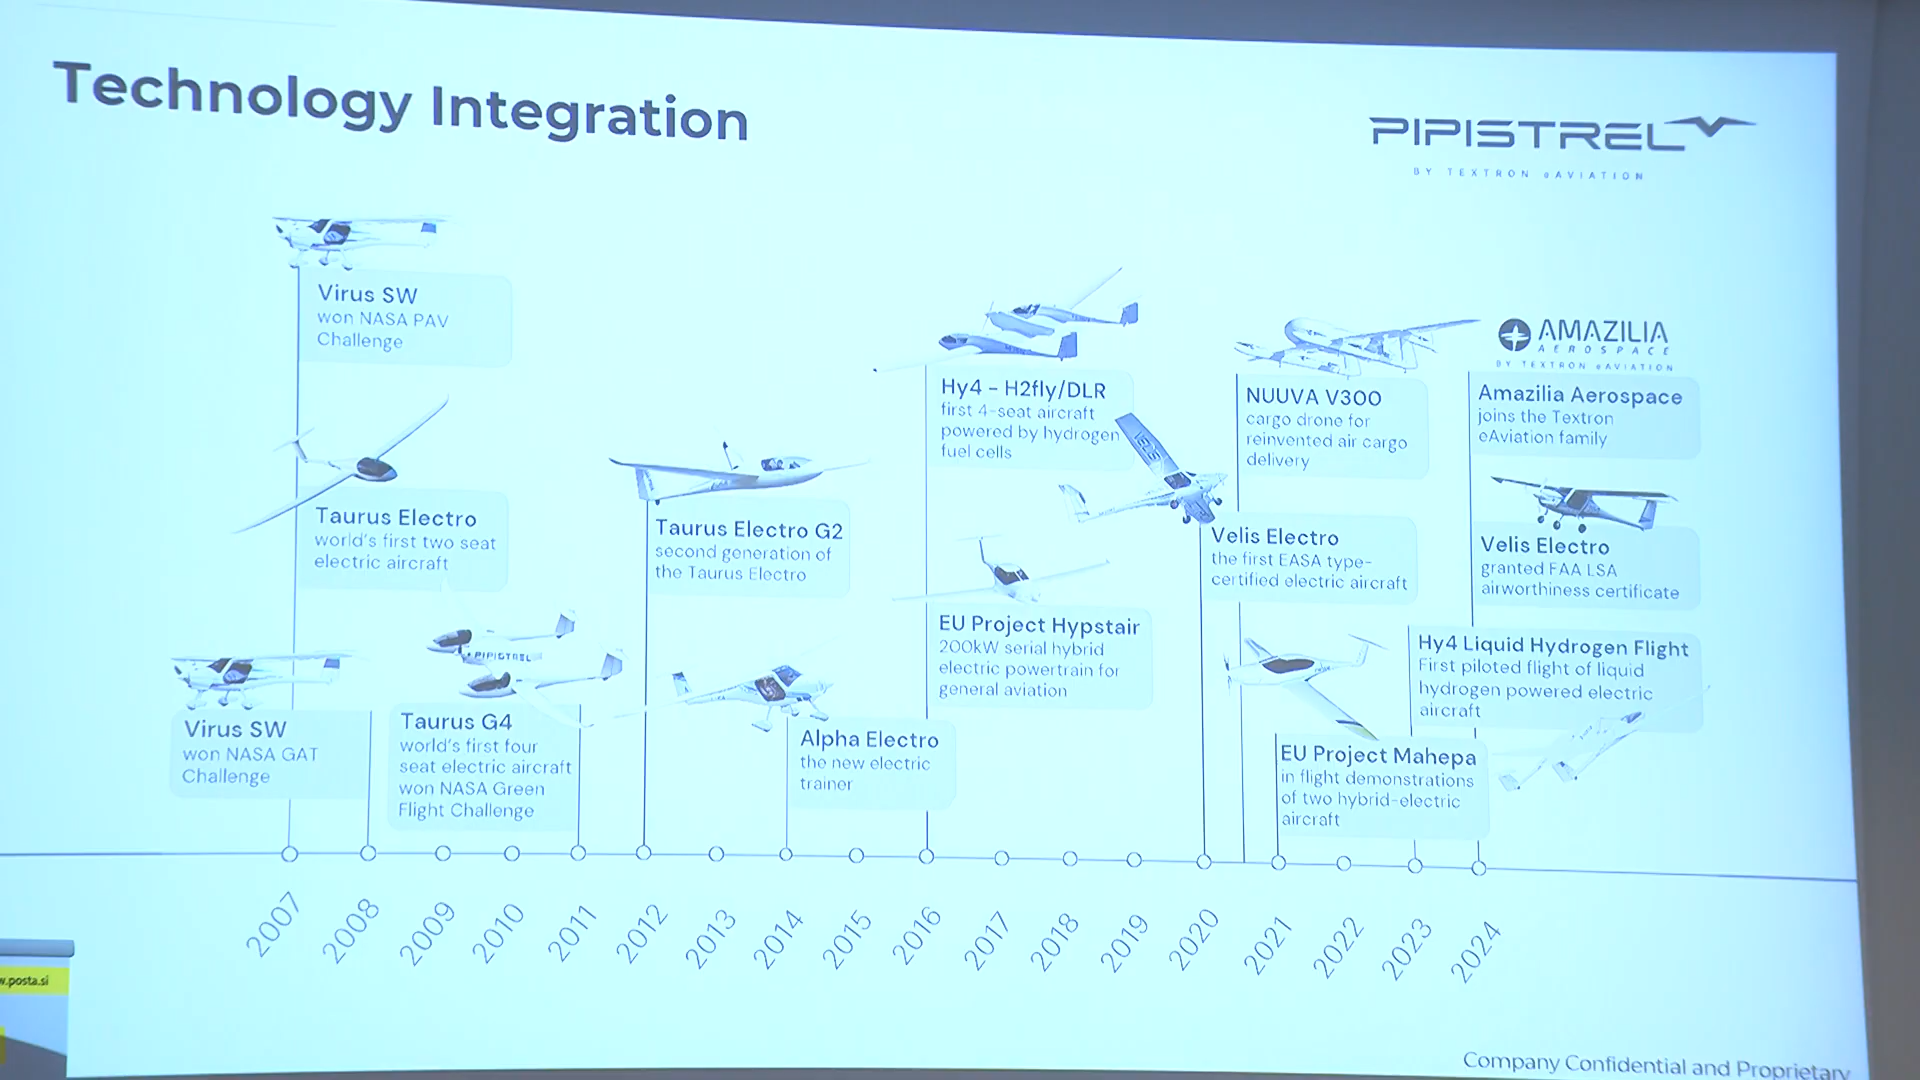 Technology Integration
PIPISTREL
BY TEXTRON eAVIATION
Virus SW
won NASA PAV
Challenge
Taurus Electro
world's first two seat
electric aircraft
Virus SW
won NASA GAT
Challenge
PIPISTREL
Taurus G4
world's first four
seat electric aircraft
won NASA Green
Flight Challenge
Taurus Electro G2
second generation of
the Taurus Electro
Alpha Electro
the new electric
trainer
Hy4 - H2fly/DLR
first 4-seat aircraft
powered by hydrogen
fuel cells
EU Project Hypstair
200kW serial hybrid
electric powertrain for
general aviation
NUUVA V300
cargo drone for
reinvented air cargo
delivery
Velis Electro
the first EASA type-
certified electric aircraft
EU Project Mahepa
in flight demonstrations
of two hybrid-electric
aircraft
AMAZILIA
AEROSPACE
BY TEXTRON eAVIATION
Amazilia Aerospace
joins the Textron
eAviation family
Velis Electro
granted FAA LSA
airworthiness certificate
Hy4 Liquid Hydrogen Flight
First piloted flight of liquid
hydrogen powered electric
aircraft
2007 2008 2009 2010 2011 2012 2013 2014 2015 2016 2017 2018 2019 2020 2021 2022 2023 2024
w.posta.si
Company Confidential and Proprietary